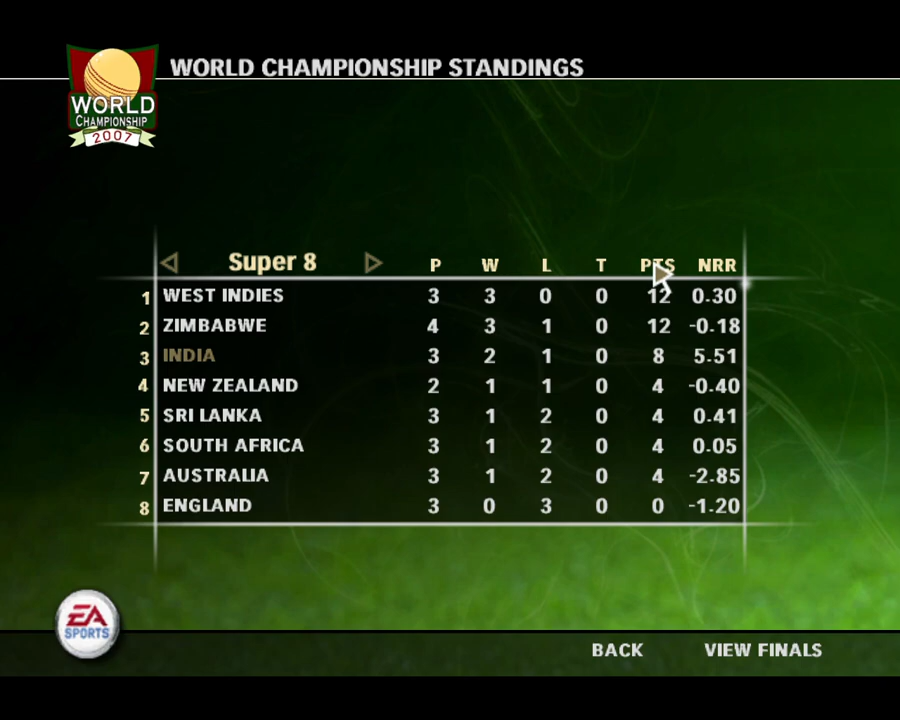 WORLD CHAMPIONSHIP STANDINGS
WORLD
CHAMPIONSHIP
2007
Super 8 P W L T PTS NRR
1 WEST INDIES 3 3 0 0 12 0.30
2 ZIMBABWE 4 3 1 0 12 -0.18
3 INDIA 3 2 1 0 8 5.51
4 NEW ZEALAND 2 1 1 0 4 -0.40
5 SRI LANKA 3 1 2 0 4 0.41
6 SOUTH AFRICA 3 1 2 0 4 0.05
7 AUSTRALIA 3 1 2 0 4 -2.85
8 ENGLAND 3 0 3 0 0 -1.20
EA
SPORTS
BACK VIEW FINALS